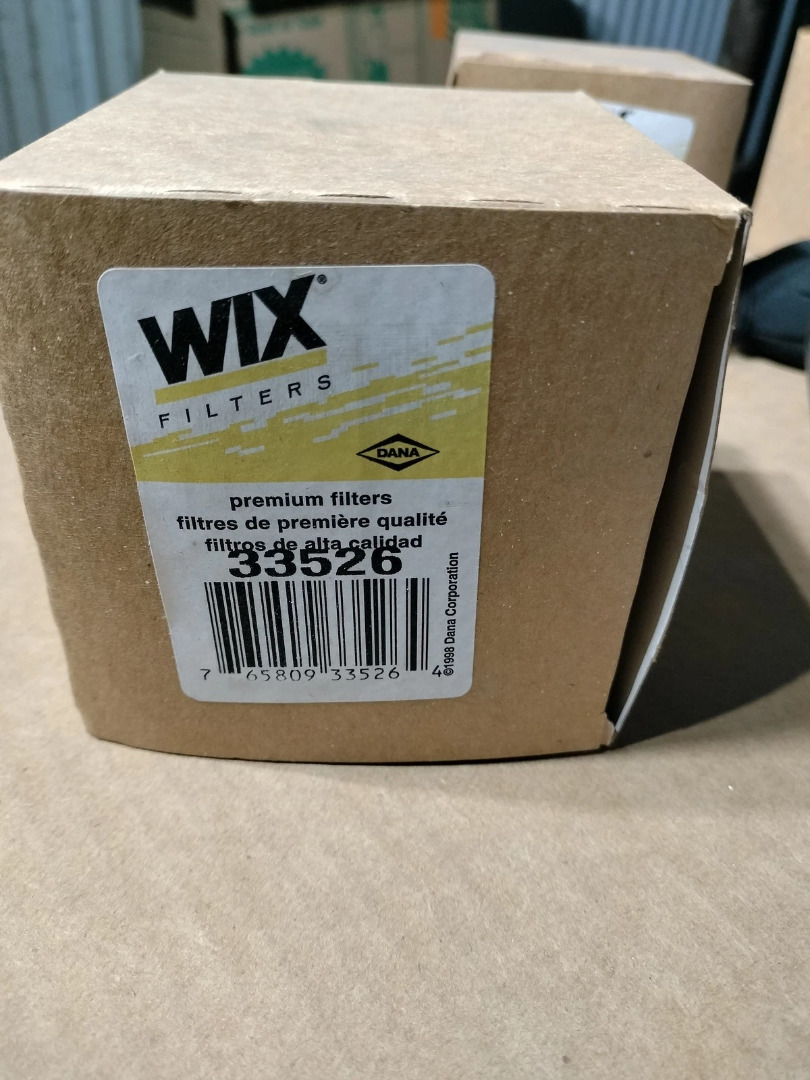 WIX®
FILTERS
DANA
premium filters
filtres de première qualité
filtros de alta calidad
33526
7 65809 33526 4
©1998 Dana Corporation